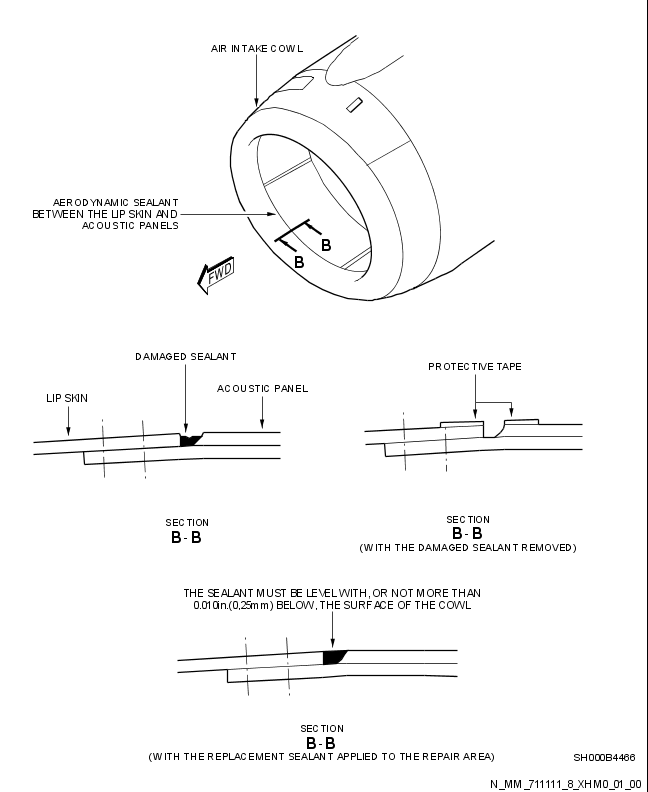 AIR INTAKE COWL
AERODYNAMIC SEALANT
BETWEEN THE LIP SKIN AND
ACOUSTIC PANELS
B
B
FWD
DAMAGED SEALANT
LIP SKIN
ACOUSTIC PANEL
PROTECTIVE TAPE
SECTION
B-B
SECTION
B-B
(WITH THE DAMAGED SEALANT REMOVED)
THE SEALANT MUST BE LEVEL WITH, OR NOT MORE THAN
0.010in.(0,25mm) BELOW, THE SURFACE OF THE COWL
SECTION
B-B
(WITH THE REPLACEMENT SEALANT APPLIED TO THE REPAIR AREA)
SH000B4466
N_MM_711111_8_XHM0_01_00